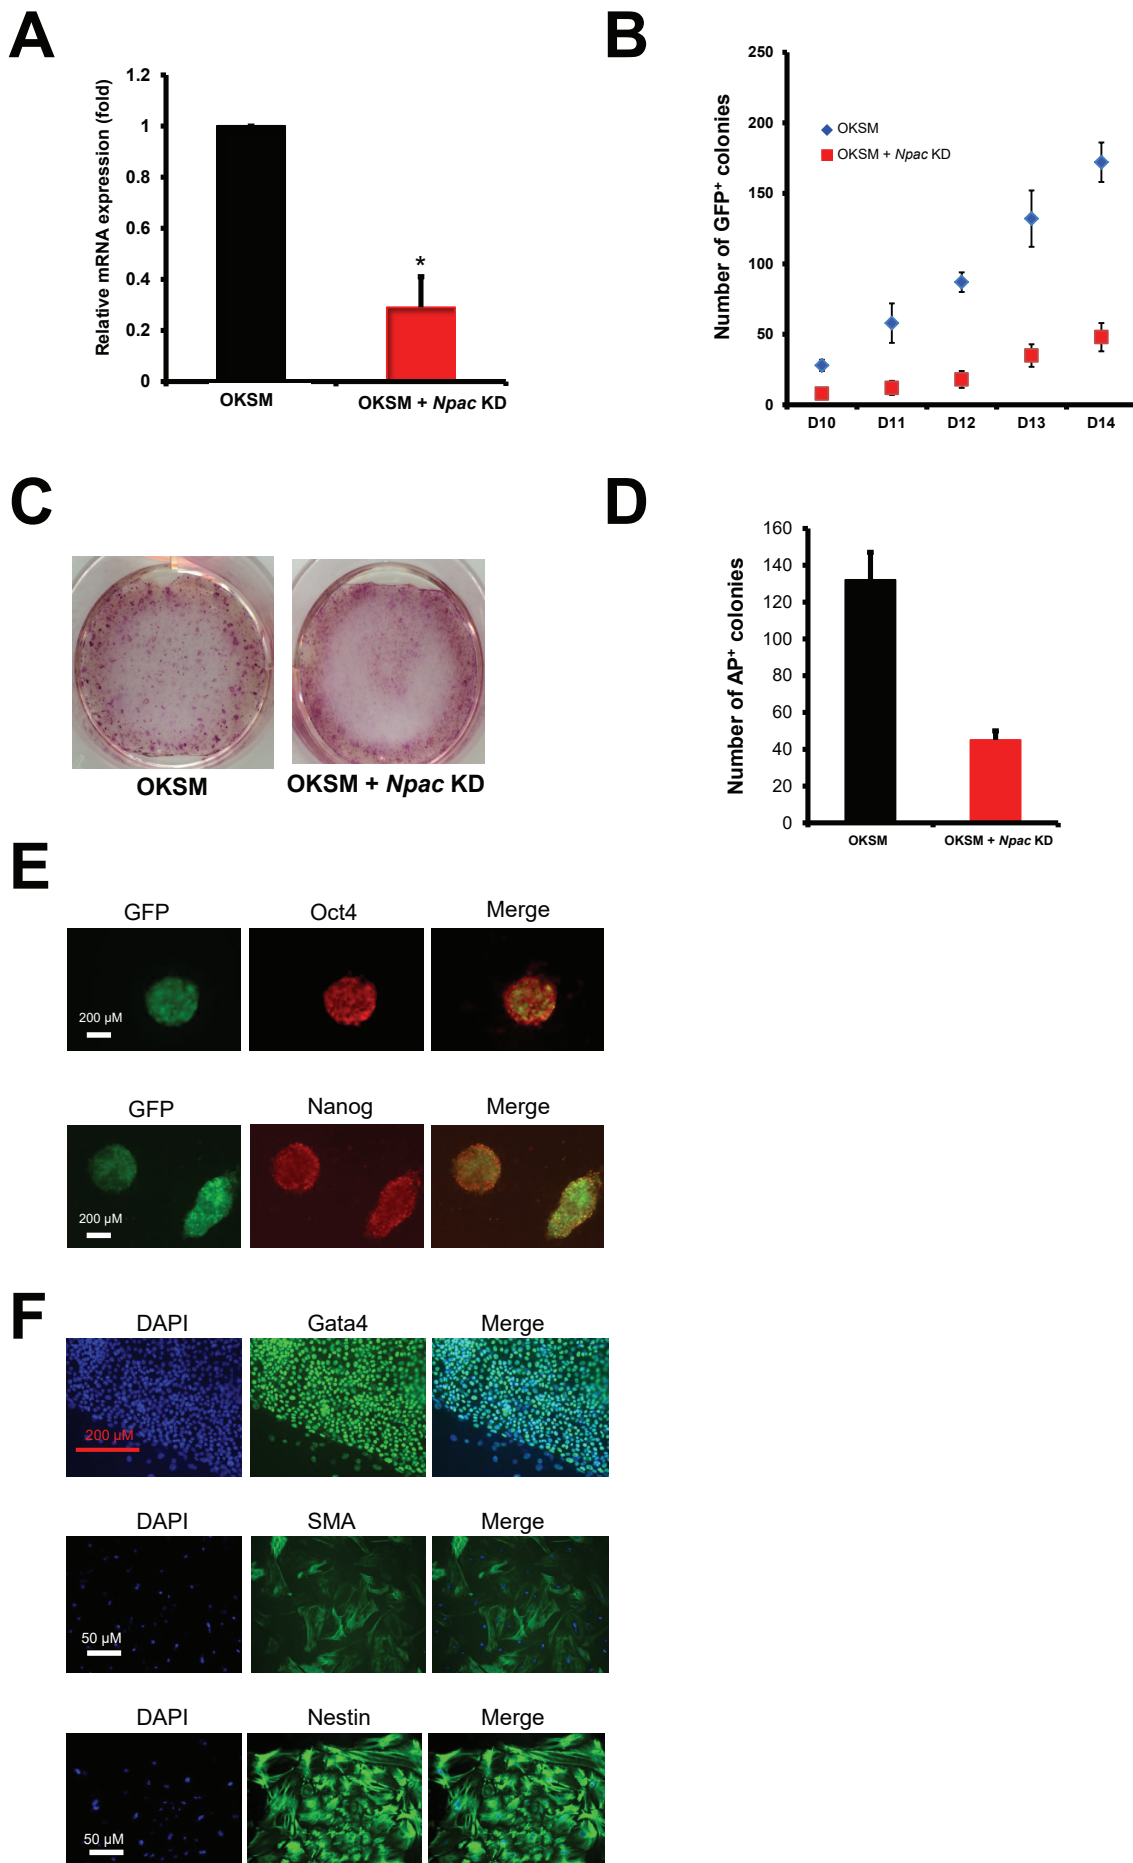 A
Relative mRNA expression (fold)
1.2
1
0.8
0.6
0.4
0.2
0
*
OKSM
OKSM + Npac KD
B
Number of GFP+ colonies
250
200
150
100
50
0
OKSM
OKSM + Npac KD
D10 D11 D12 D13 D14
C
OKSM
OKSM + Npac KD
D
Number of AP+ colonies
160
140
120
100
80
60
40
20
0
OKSM
OKSM + Npac KD
E
GFP Oct4 Merge
200 µM
GFP Nanog Merge
200 µM
F
DAPI Gata4 Merge
200 µM
DAPI SMA Merge
50 µM
DAPI Nestin Merge
50 µM